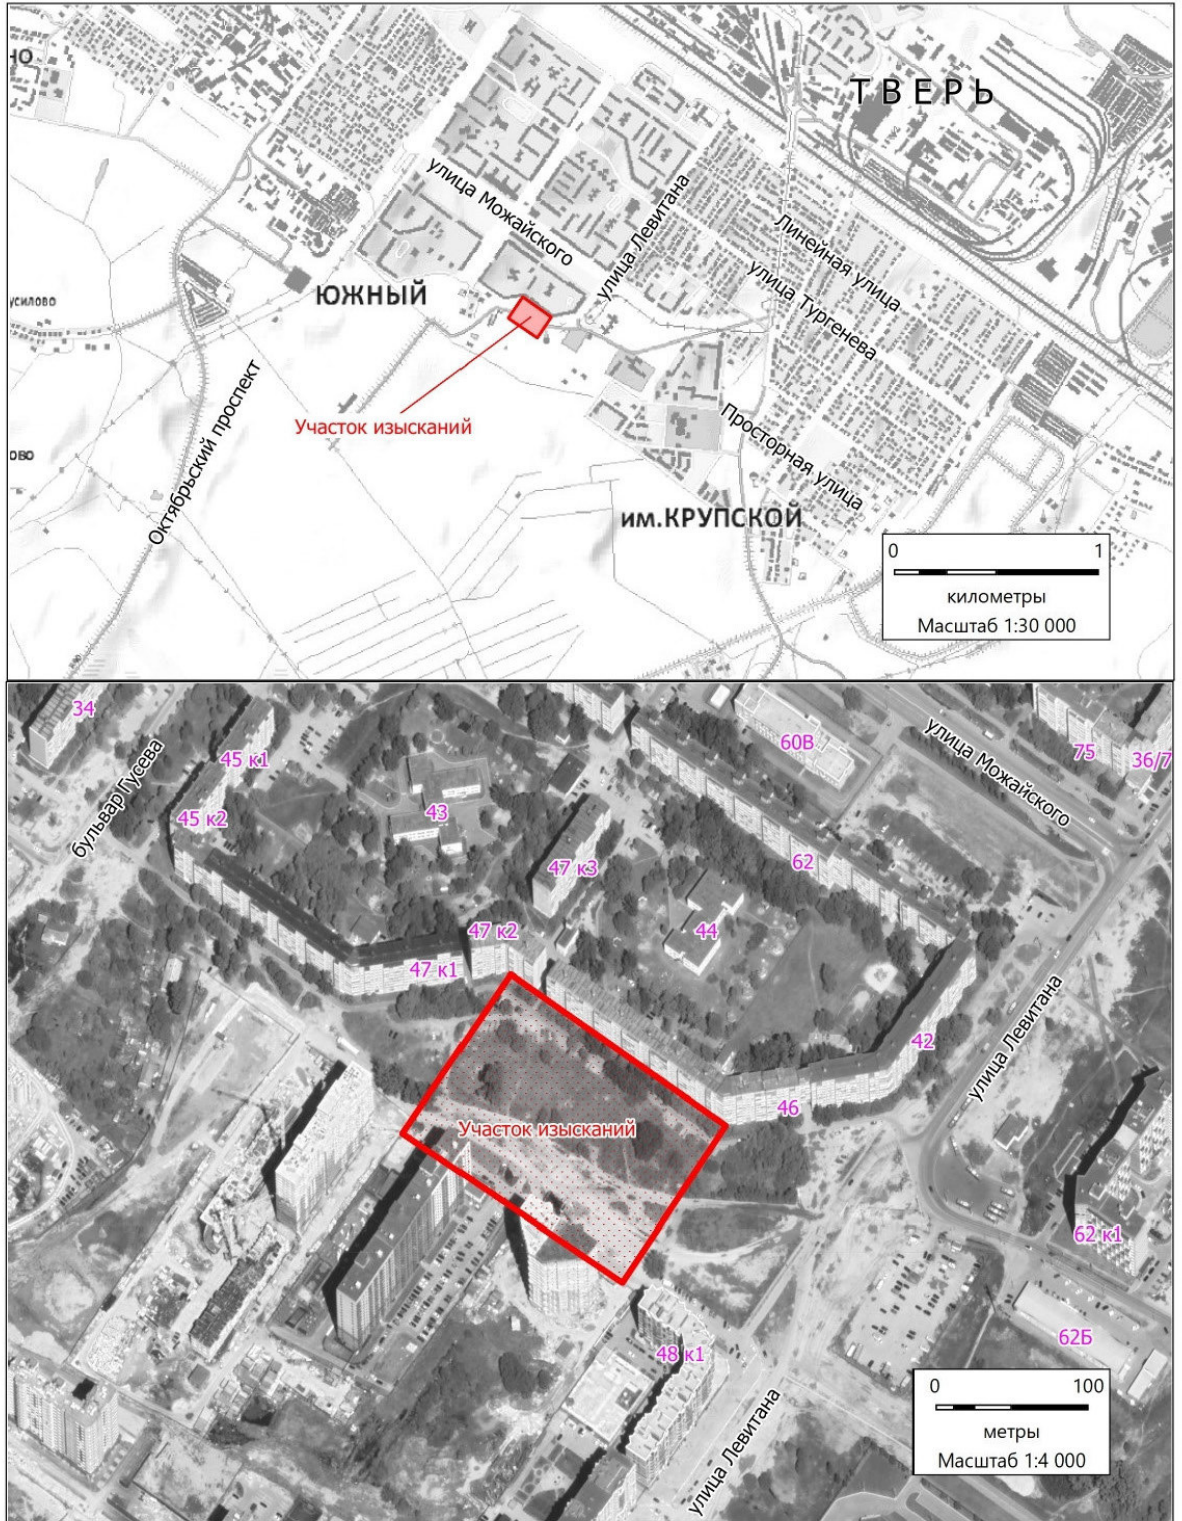 НО
ТВЕРЬ
улица Можайского
улица Левитана
Линейная улица
улица Тургенева
ЮЖНЫЙ
усилово
Участок изысканий
Октябрьский проспект
ово
Просторная улица
им.КРУПСКОЙ
0 1
километры
Масштаб 1:30 000
34
бульвар Гусева
45 к1
45 к2
43
60В
улица Можайского
75
36/7
47 к3
62
47 к2
44
47 к1
улица Левитана
42
46
Участок изысканий
62 к1
62Б
48 к1
улица Левитана
0 100
метры
Масштаб 1:4 000